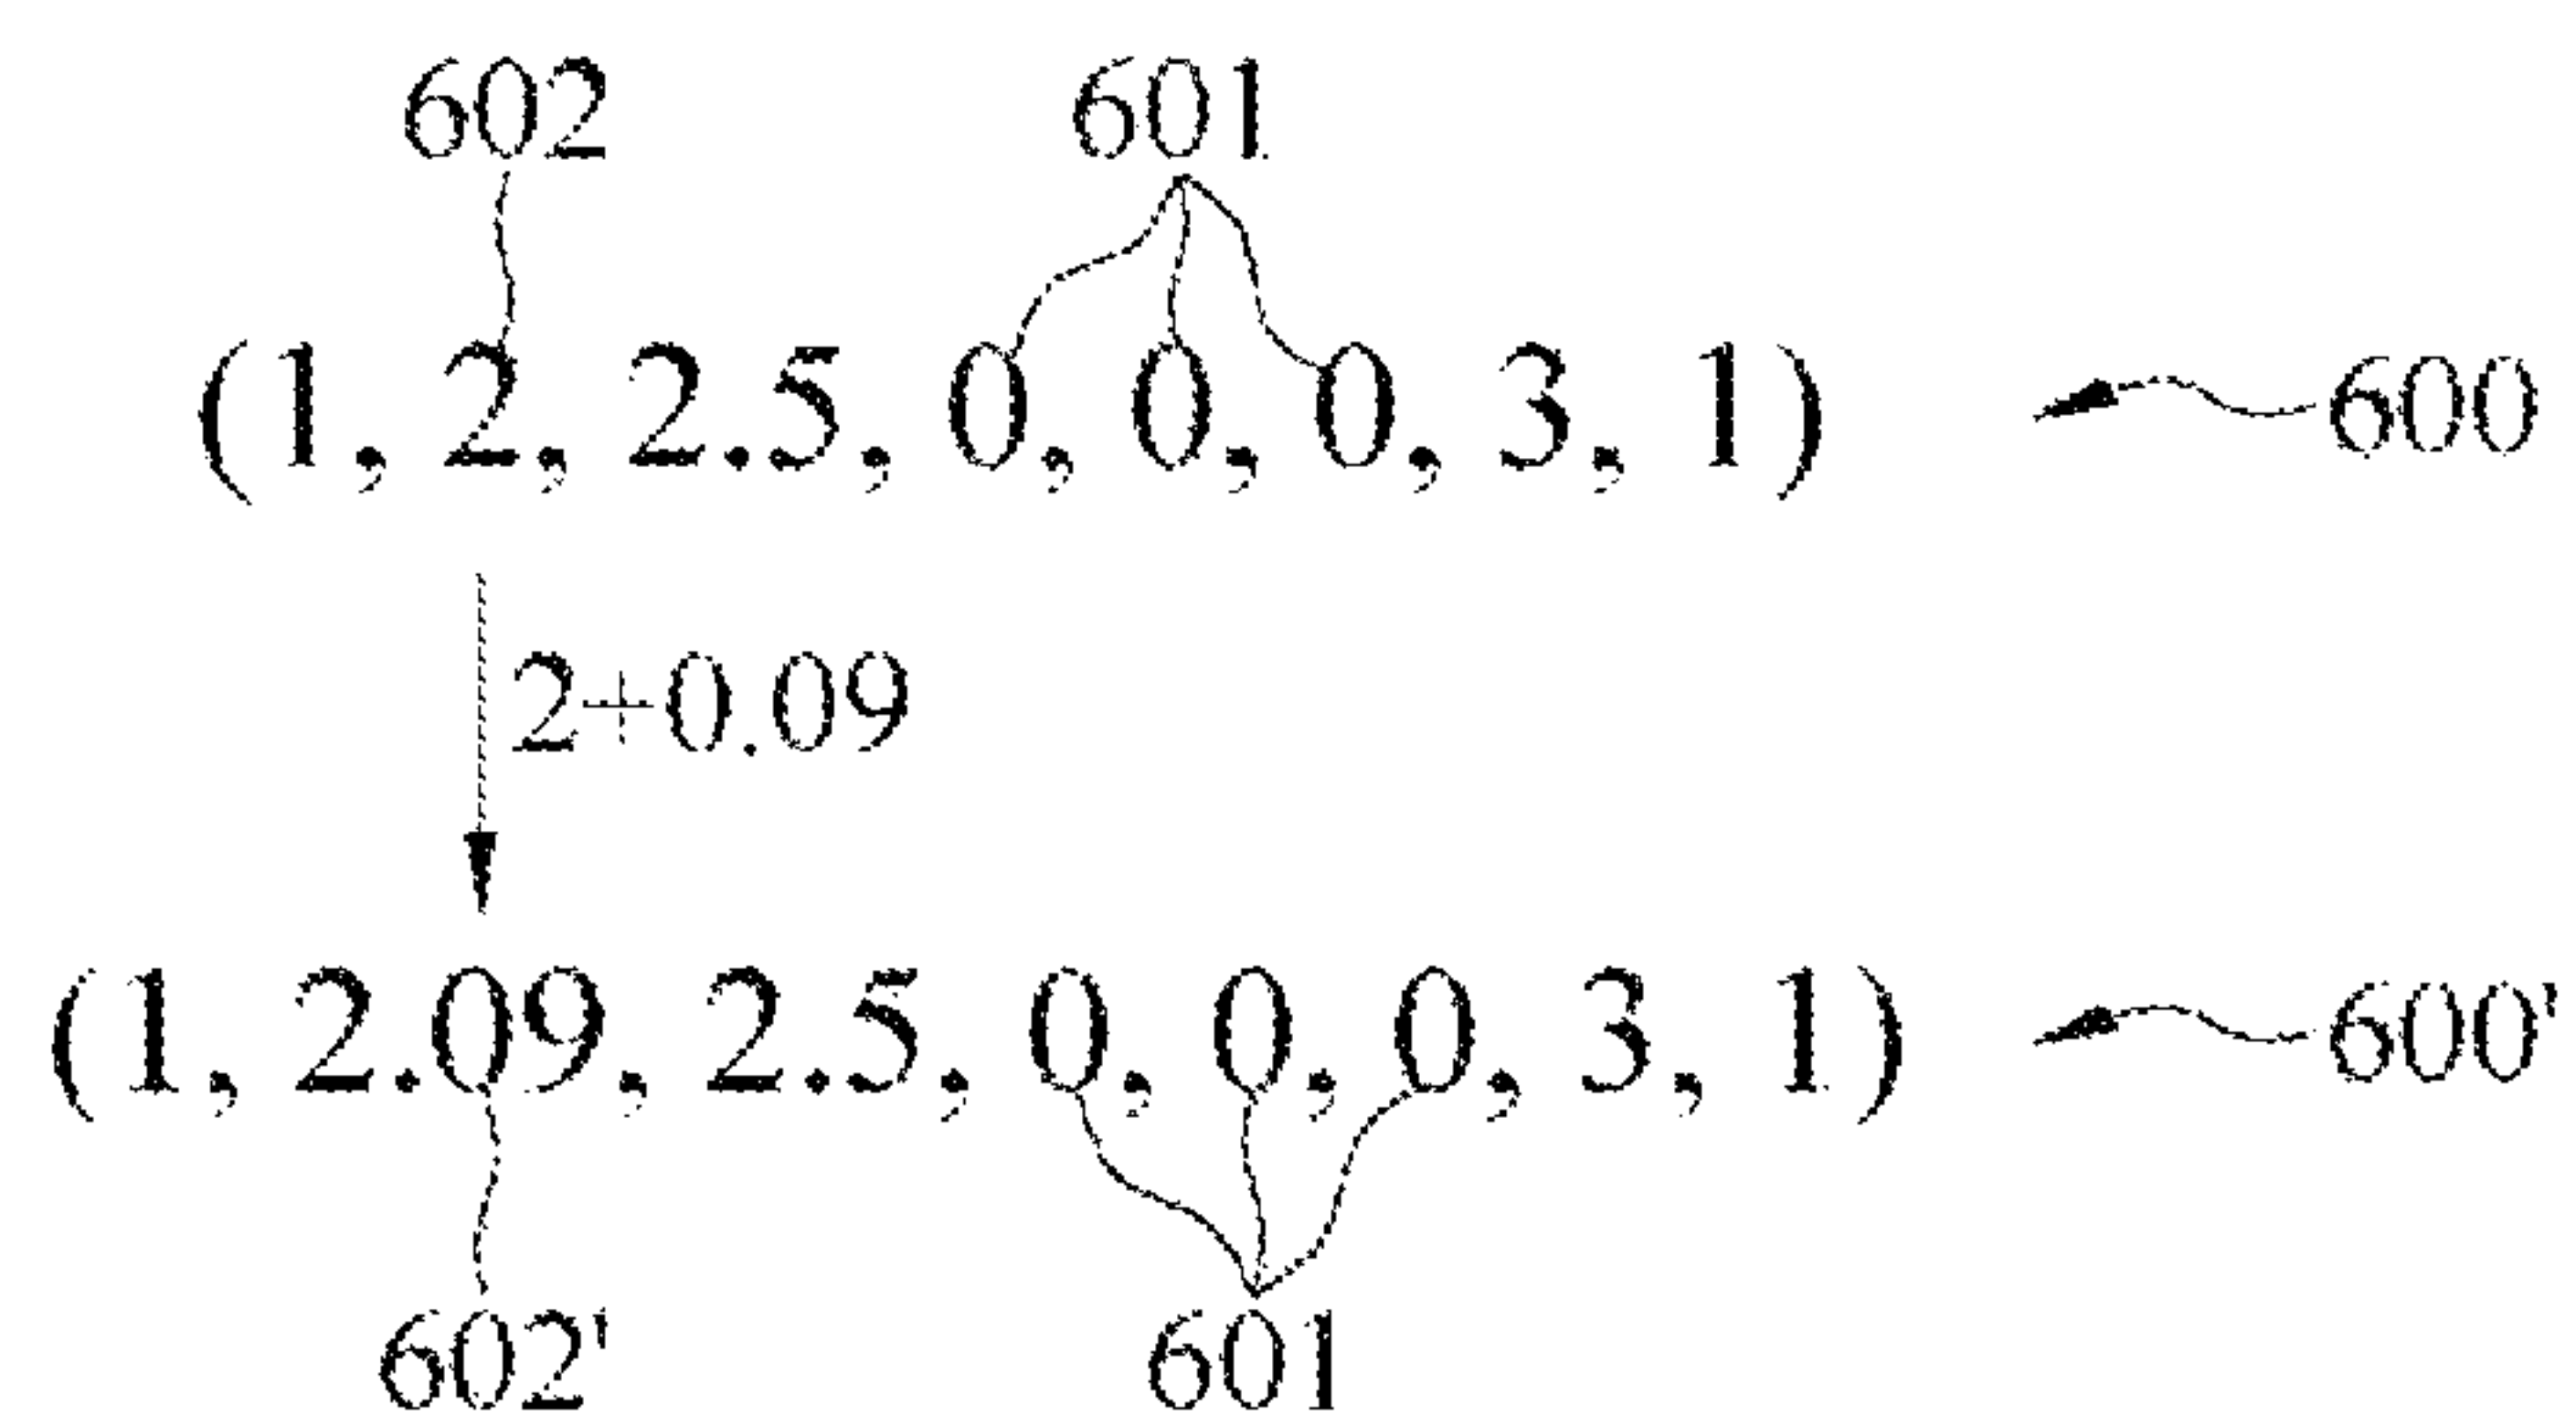 602 601
(1, 2, 2.5, 0, 0, 0, 3, 1) 600
2+0.09
(1, 2.09, 2.5, 0, 0, 0, 3, 1) 600'
602' 601